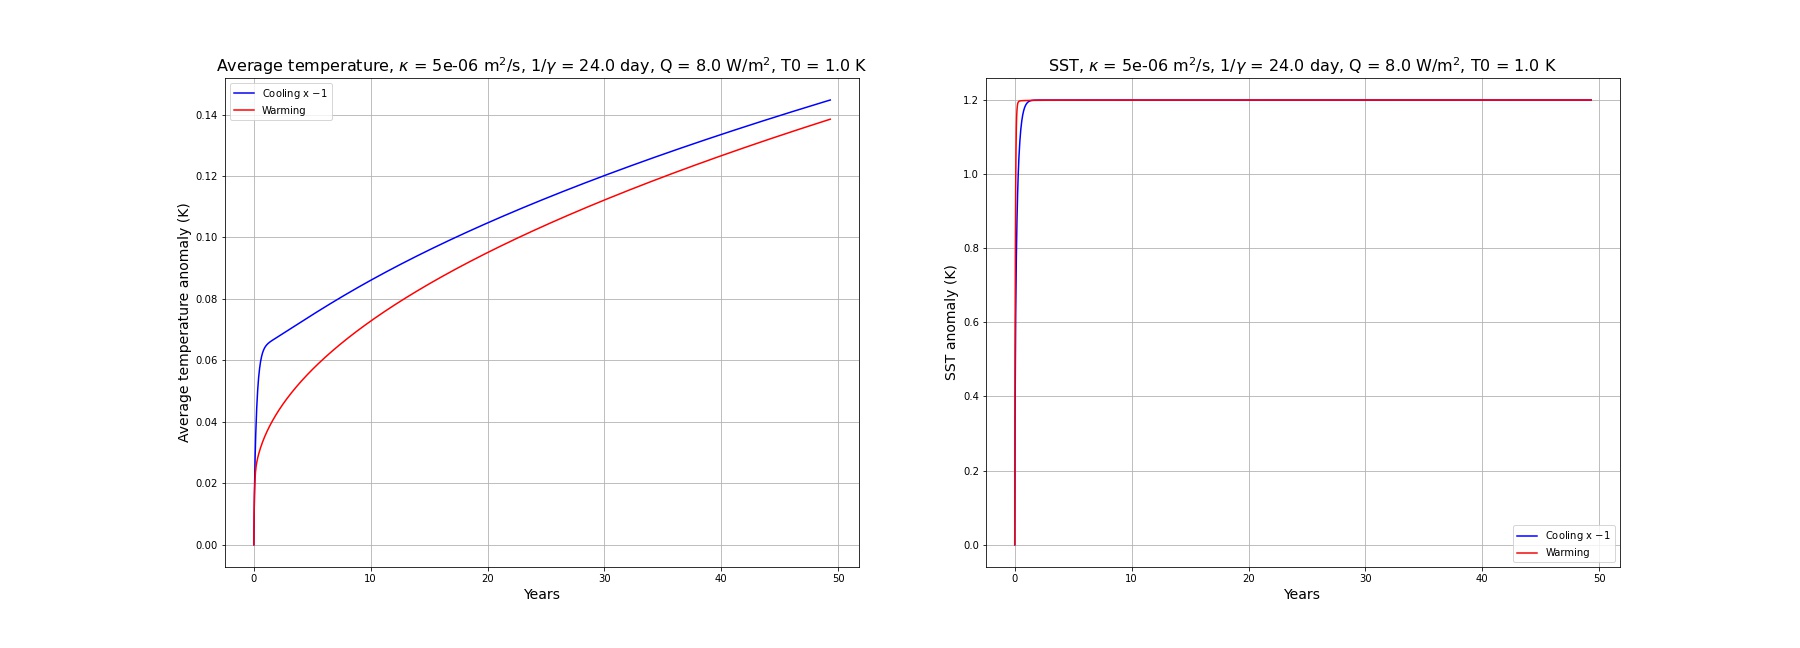 Average temperature, κ = 5e-06 m²/s, 1/γ = 24.0 day, Q = 8.0 W/m², T0 = 1.0 K
Cooling x −1
Warming
0.14
0.12
0.10
0.08
0.06
0.04
0.02
0.00
Average temperature anomaly (K)
0 10 20 30 40 50
Years
SST, κ = 5e-06 m²/s, 1/γ = 24.0 day, Q = 8.0 W/m², T0 = 1.0 K
1.2
1.0
0.8
0.6
0.4
0.2
0.0
SST anomaly (K)
Cooling x −1
Warming
0 10 20 30 40 50
Years